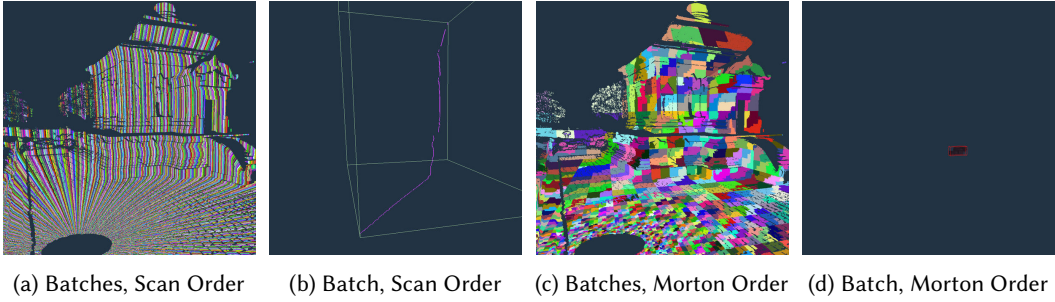 (a) Batches, Scan Order
(b) Batch, Scan Order
(c) Batches, Morton Order
(d) Batch, Morton Order